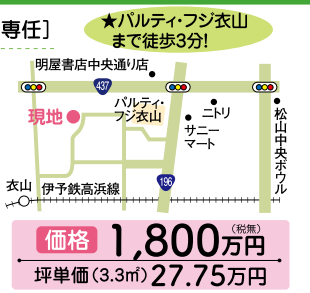 専任]
★パルティ・フジ衣山
まで徒歩3分!
明屋書店中央通り店
437
現地
パルティ・
フジ衣山
ニトリ
サニー
マート
松山中央ボウル
196
衣山
伊予鉄高浜線
価格 1,800万円 (税無)
坪単価(3.3㎡)27.75万円